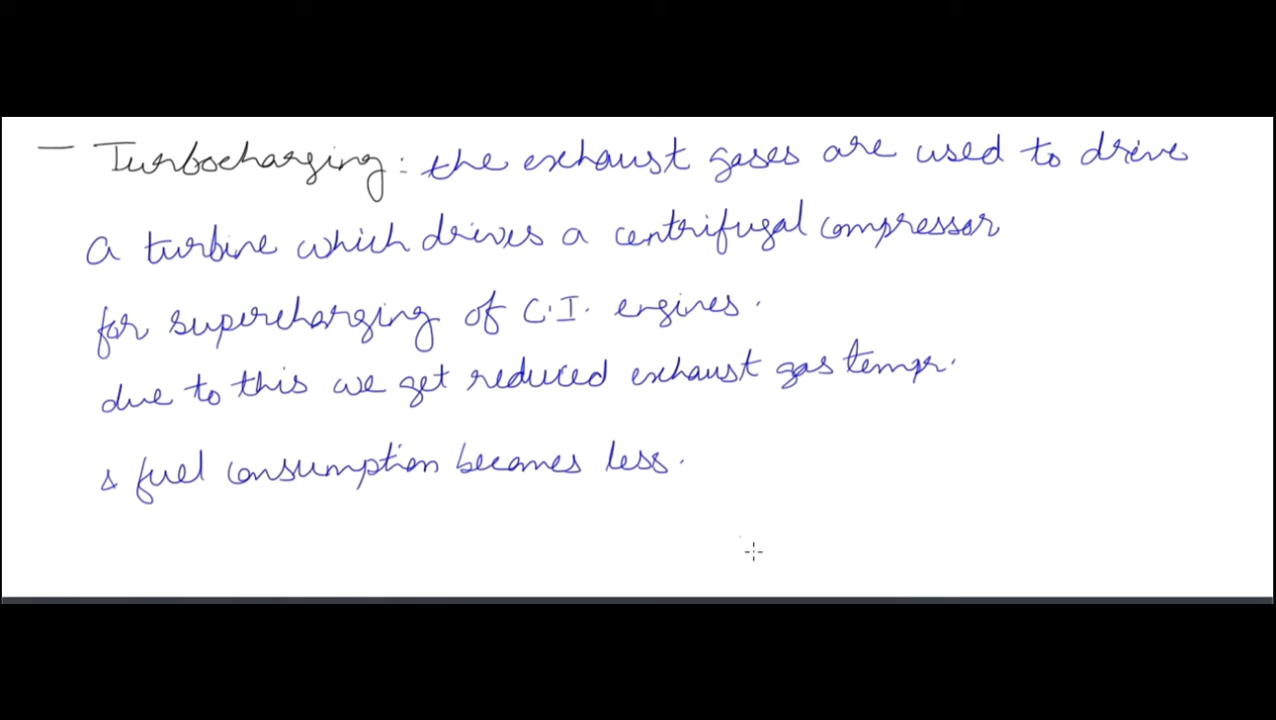 – Turbocharging: the exhaust gases are used to drive
a turbine which drives a centrifugal compressor
for supercharging of C.I. engines.
due to this we get reduced exhaust gas tempr.
& fuel consumption becomes less.